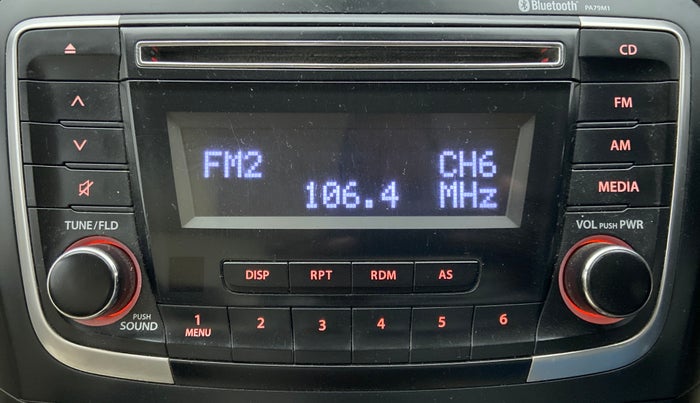 Bluetooth PA79M1
CD
FM
AM
MEDIA
FM2 CH6
106.4 MHz
TUNE/FLD
VOL PUSH PWR
DISP RPT RDM AS
PUSH
SOUND
1 2 3 4 5 6
MENU